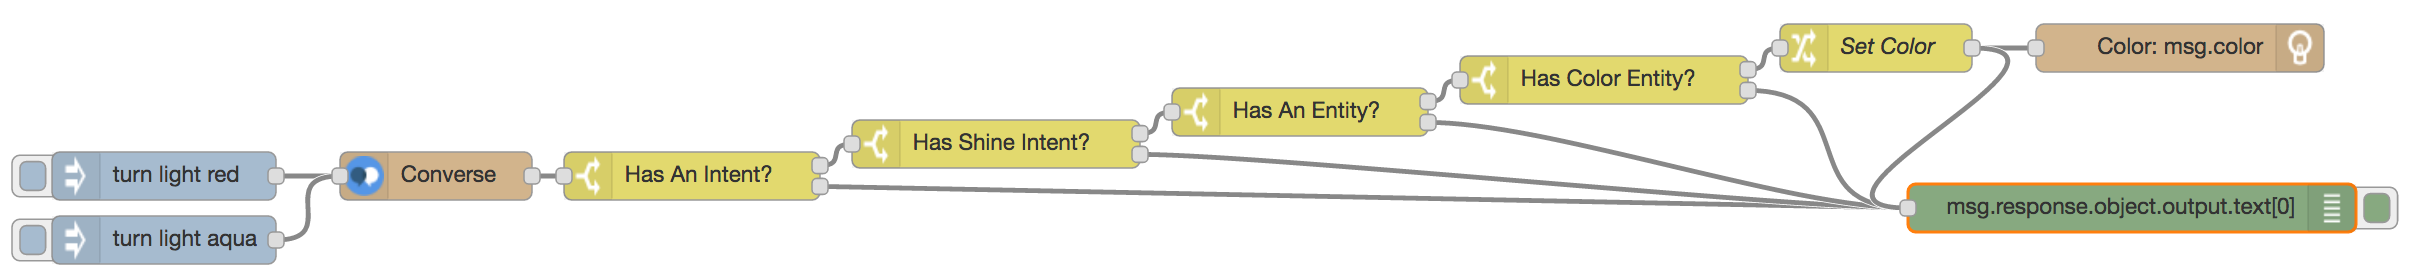 turn light red
turn light aqua
Converse
Has An Intent?
Has Shine Intent?
Has An Entity?
Has Color Entity?
Set Color
Color: msg.color
msg.response.object.output.text[0]